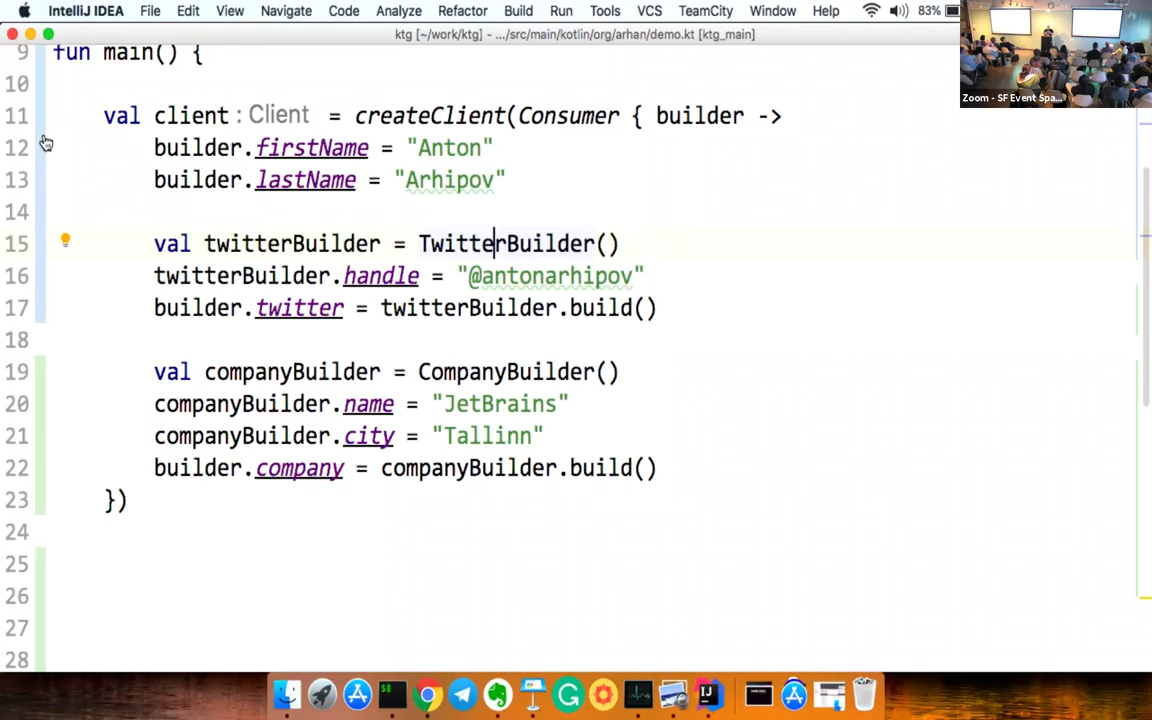 IntelliJ IDEA File Edit View Navigate Code Analyze Refactor Build Run Tools VCS TeamCity Window Help 83%
ktg [~/work/ktg] - .../src/main/kotlin/org/arhan/demo.kt [ktg_main]
Zoom - SF Event Spa...
9 fun main() {
10
11 val client : Client = createClient(Consumer { builder ->
12 builder.firstName = "Anton"
13 builder.lastName = "Arhipov"
14
15 val twitterBuilder = TwitterBuilder()
16 twitterBuilder.handle = "@antonarhipov"
17 builder.twitter = twitterBuilder.build()
18
19 val companyBuilder = CompanyBuilder()
20 companyBuilder.name = "JetBrains"
21 companyBuilder.city = "Tallinn"
22 builder.company = companyBuilder.build()
23 })
24
25
26
27
28